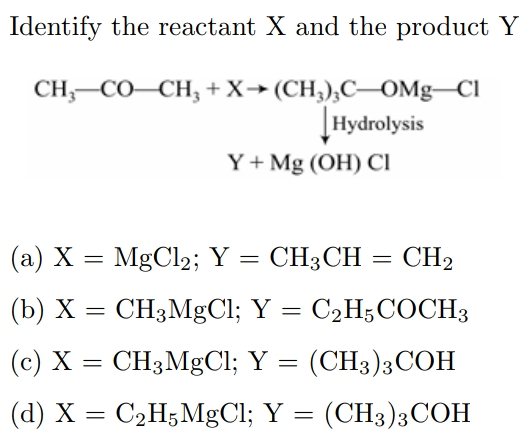 Identify the reactant X and the product Y
CH₃—CO—CH₃ + X→ (CH₃)₃C—OMg—Cl
Hydrolysis
Y + Mg (OH) Cl
(a) X = MgCl₂; Y = CH₃CH = CH₂
(b) X = CH₃MgCl; Y = C₂H₅COCH₃
(c) X = CH₃MgCl; Y = (CH₃)₃COH
(d) X = C₂H₅MgCl; Y = (CH₃)₃COH